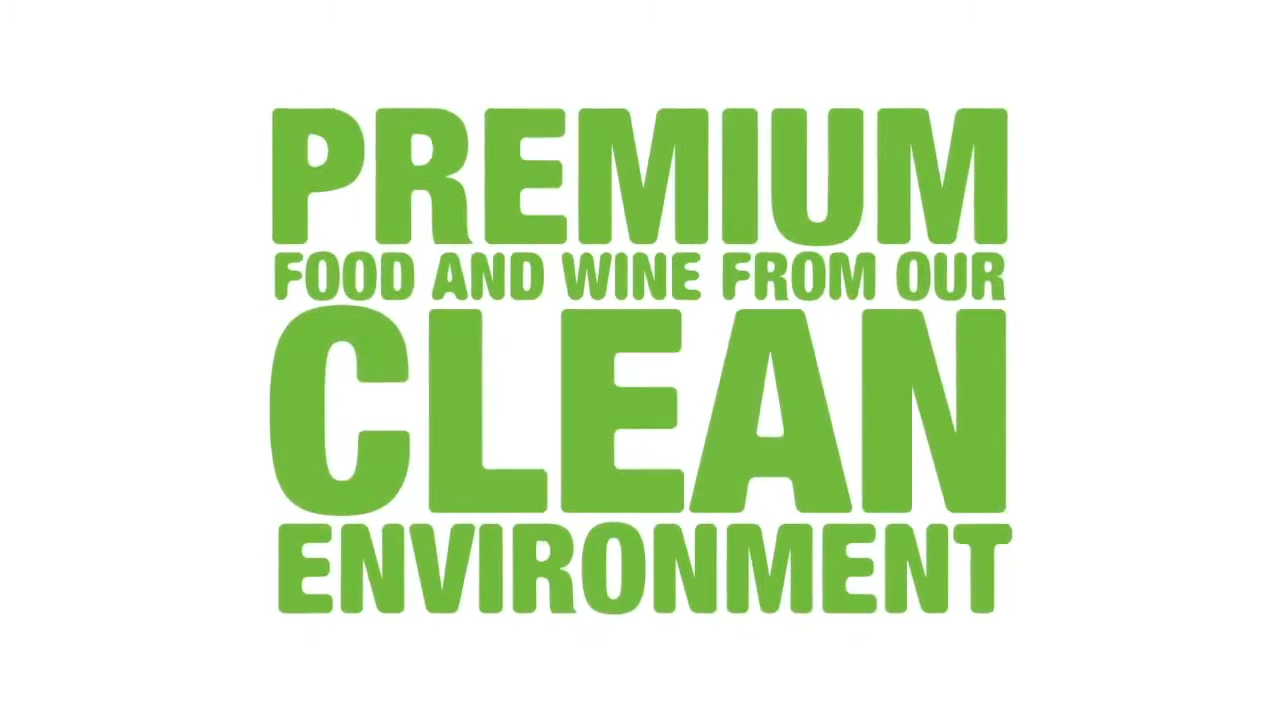 PREMIUM
FOOD AND WINE FROM OUR
CLEAN
ENVIRONMENT